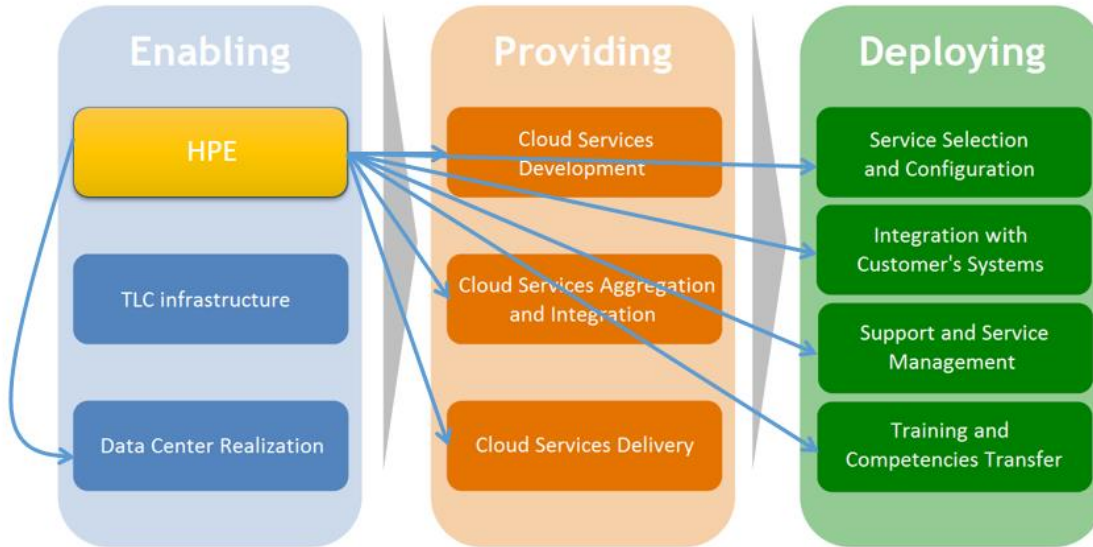 Enabling
HPE
TLC infrastructure
Data Center Realization
Providing
Cloud Services
Development
Cloud Services Aggregation
and Integration
Cloud Services Delivery
Deploying
Service Selection
and Configuration
Integration with
Customer's Systems
Support and Service
Management
Training and
Competencies Transfer